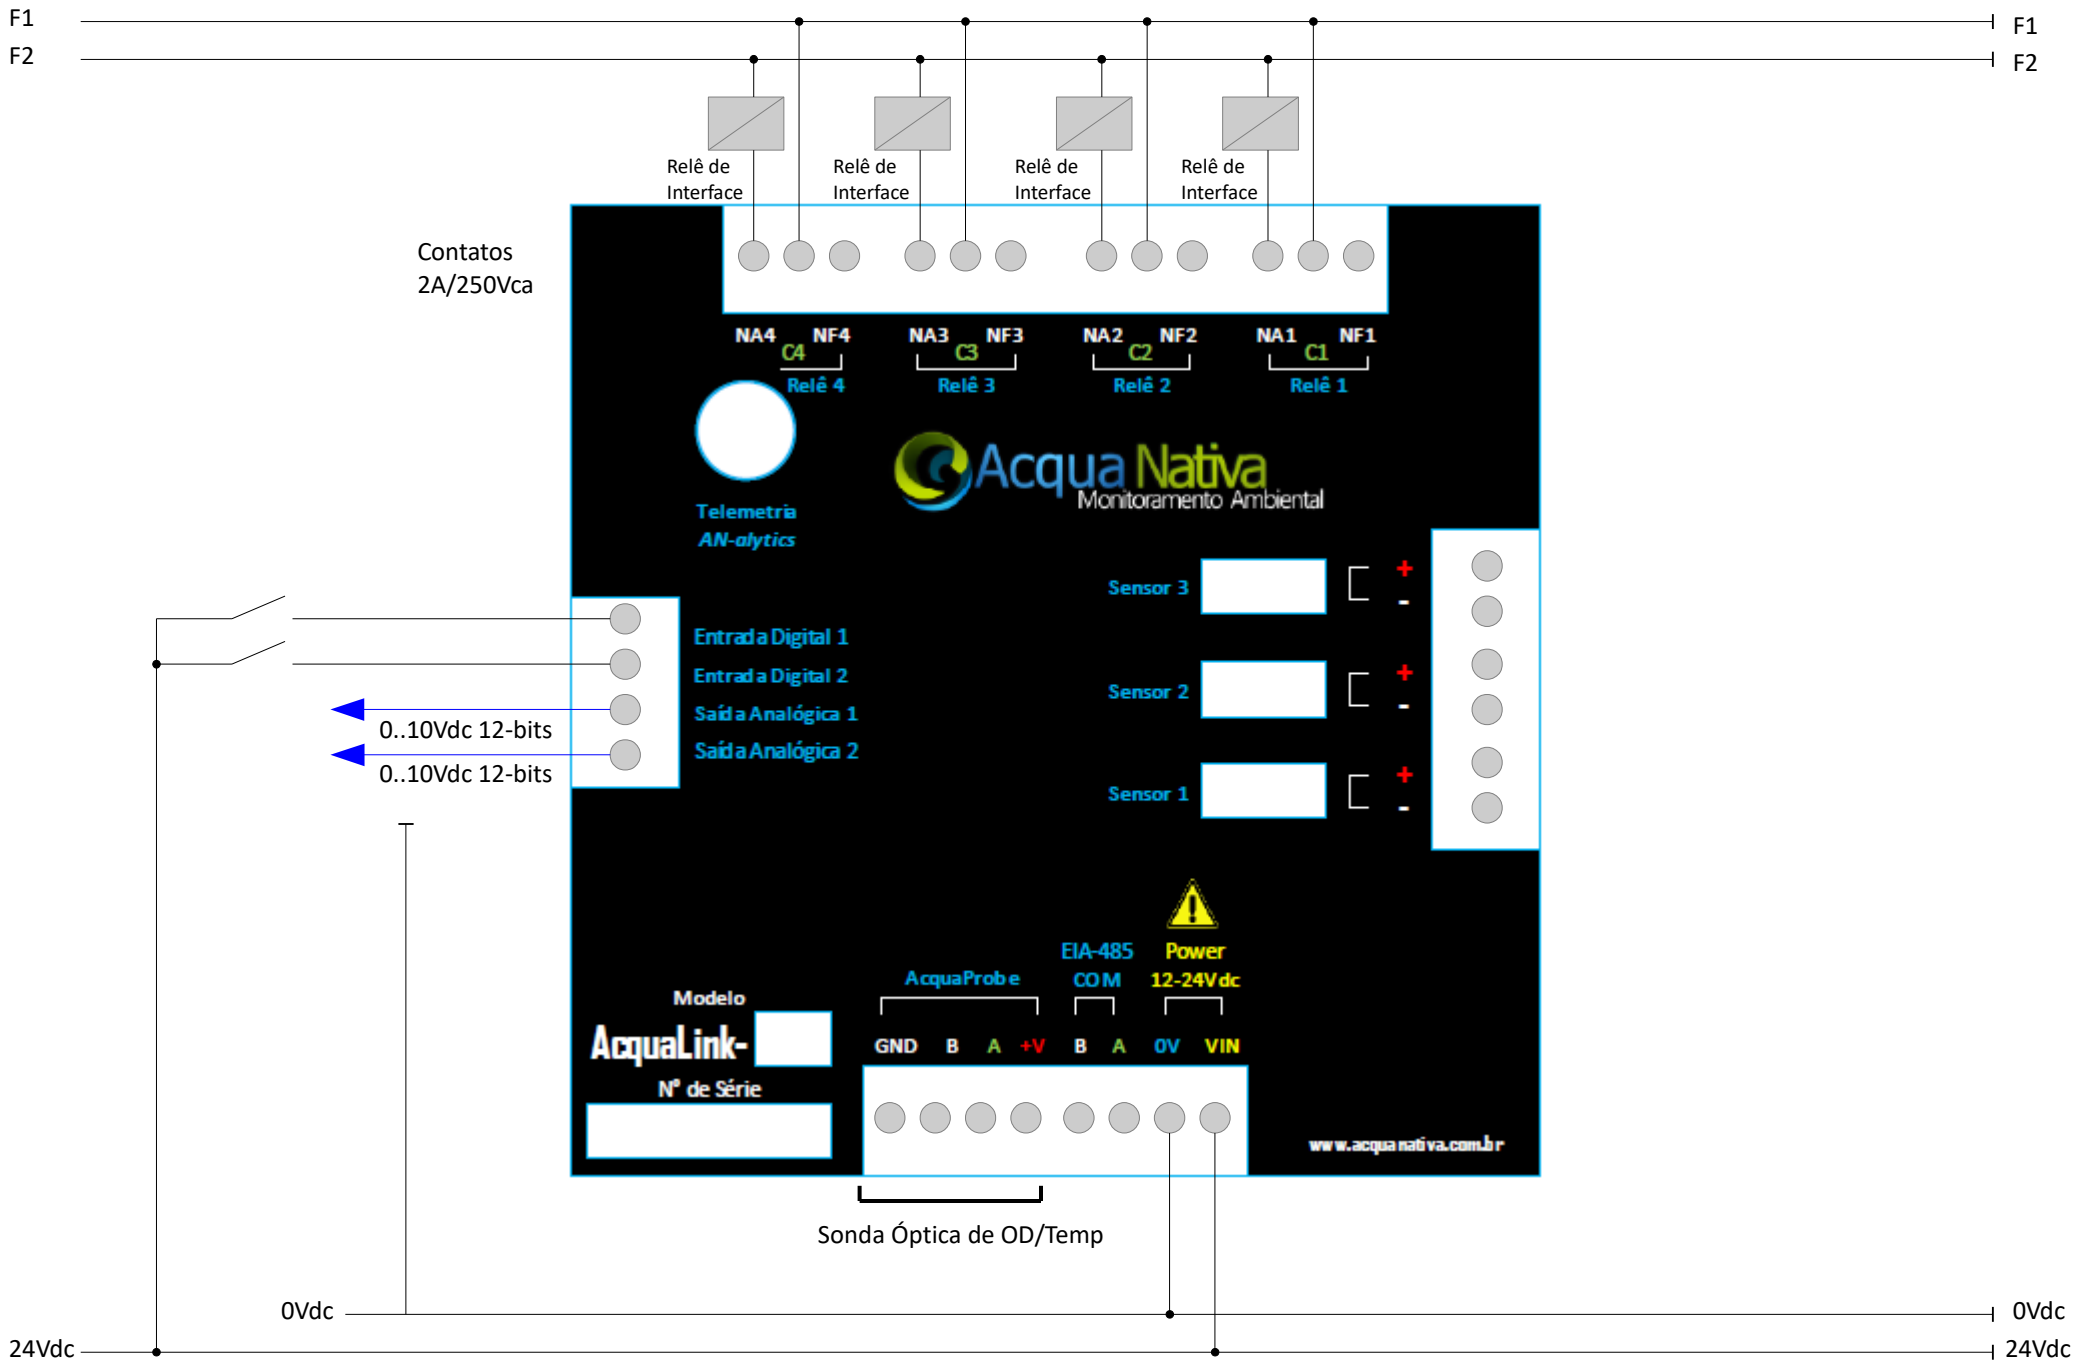 F1
F1
F2
F2
Relê de
Interface
Relê de
Interface
Relê de
Interface
Relê de
Interface
Contatos
2A/250Vca
NA4 NF4 NA3 NF3 NA2 NF2 NA1 NF1
C4 C3 C2 C1
Relê 4 Relê 3 Relê 2 Relê 1
Acqua Nativa
Monitoramento Ambiental
Telemetria
AN-alytics
Sensor 3
+
-
Entrada Digital 1
Entrada Digital 2
Saída Analógica 1
Saída Analógica 2
0..10Vdc 12-bits
0..10Vdc 12-bits
Sensor 2
+
-
Sensor 1
+
-
EIA-485
COM
Power
12-24Vdc
AcquaProbe
Modelo
AcquaLink-
GND B A +V B A 0V VIN
Nº de Série
www.acquanativa.com.br
Sonda Óptica de OD/Temp
0Vdc
0Vdc
24Vdc
24Vdc